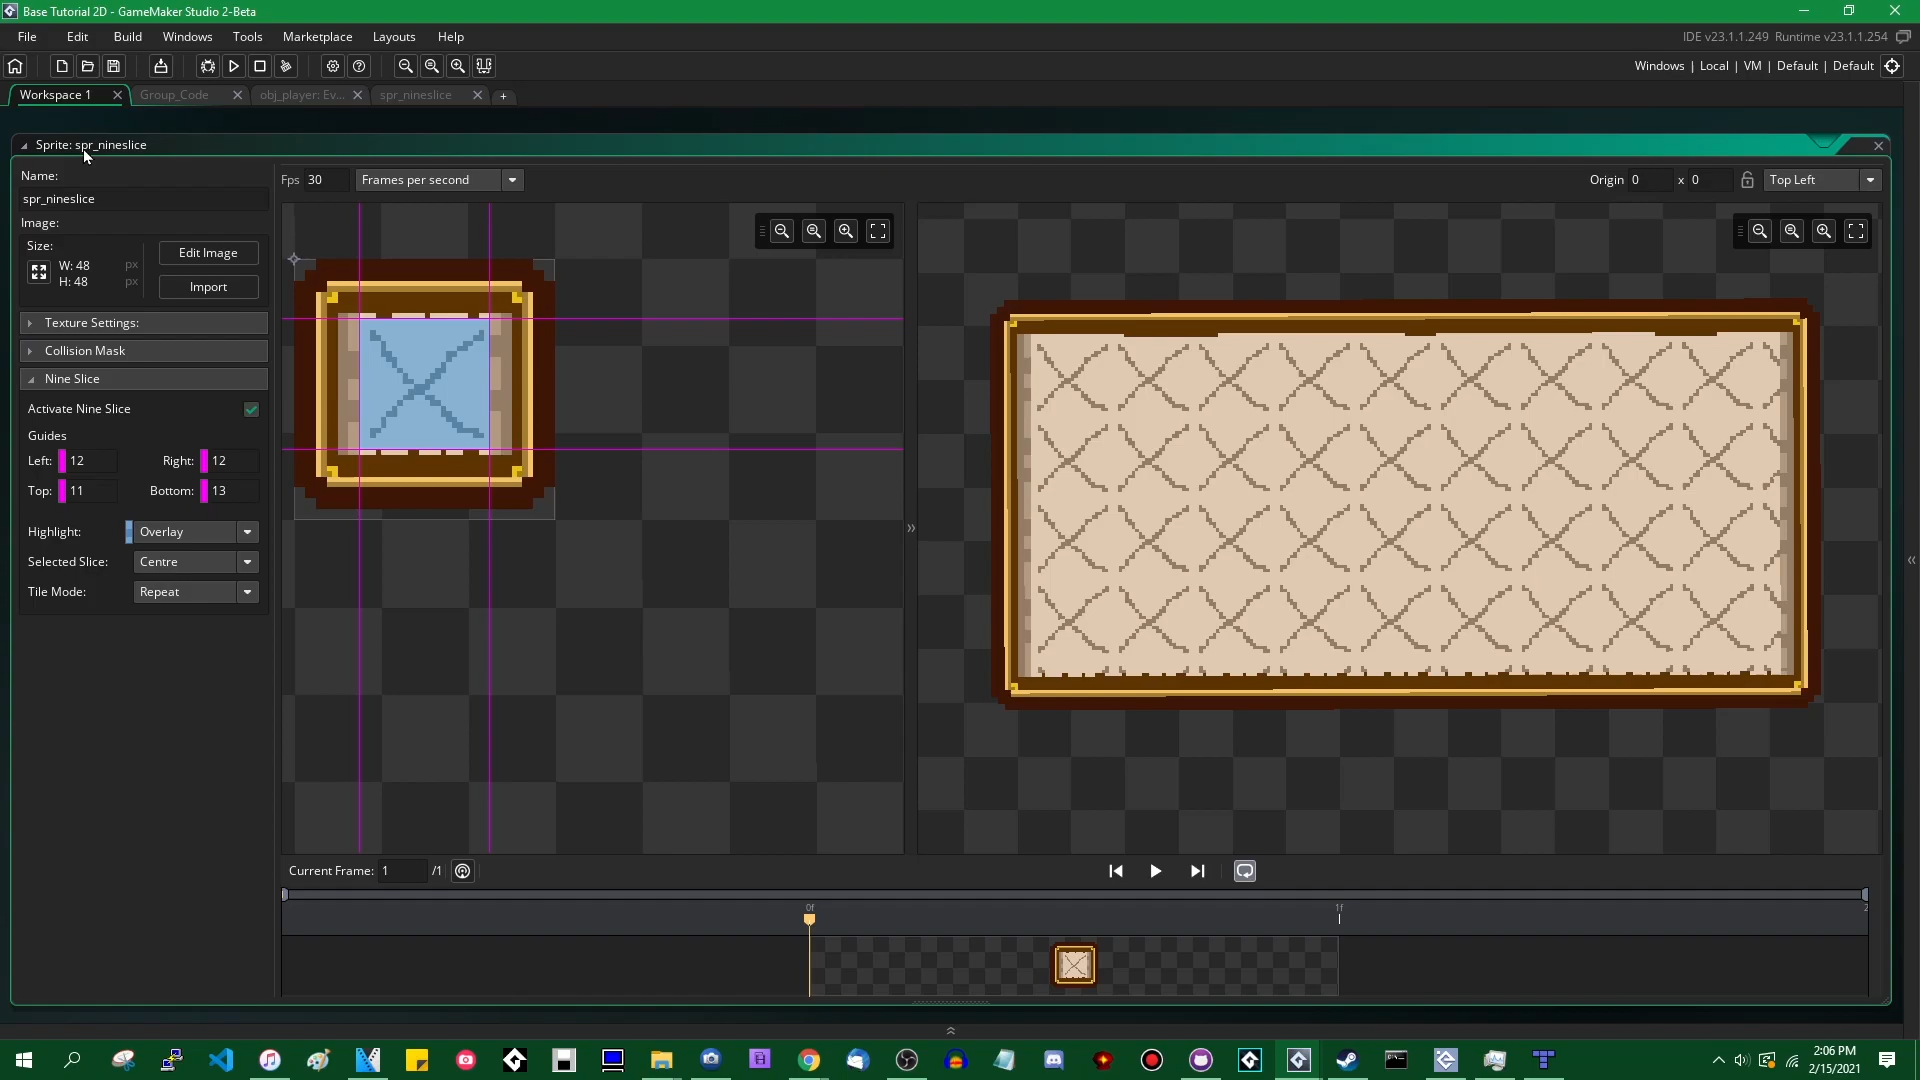 Base Tutorial 2D - GameMaker Studio 2-Beta
File Edit Build Windows Tools Marketplace Layouts Help
IDE v23.1.1.249 Runtime v23.1.1.254
Windows | Local | VM | Default | Default
Workspace 1 Group_Code obj_player: Ev... spr_nineslice
Sprite: spr_nineslice
Name:
spr_nineslice
Image:
Size:
W: 48 px
H: 48 px
Edit Image
Import
Texture Settings:
Collision Mask
Nine Slice
Activate Nine Slice
Guides
Left: 12 Right: 12
Top: 11 Bottom: 13
Highlight: Overlay
Selected Slice: Centre
Tile Mode: Repeat
Fps 30 Frames per second
Origin 0 x 0 Top Left
Current Frame: 1 /1
0f 1f 2
2:06 PM
2/15/2021